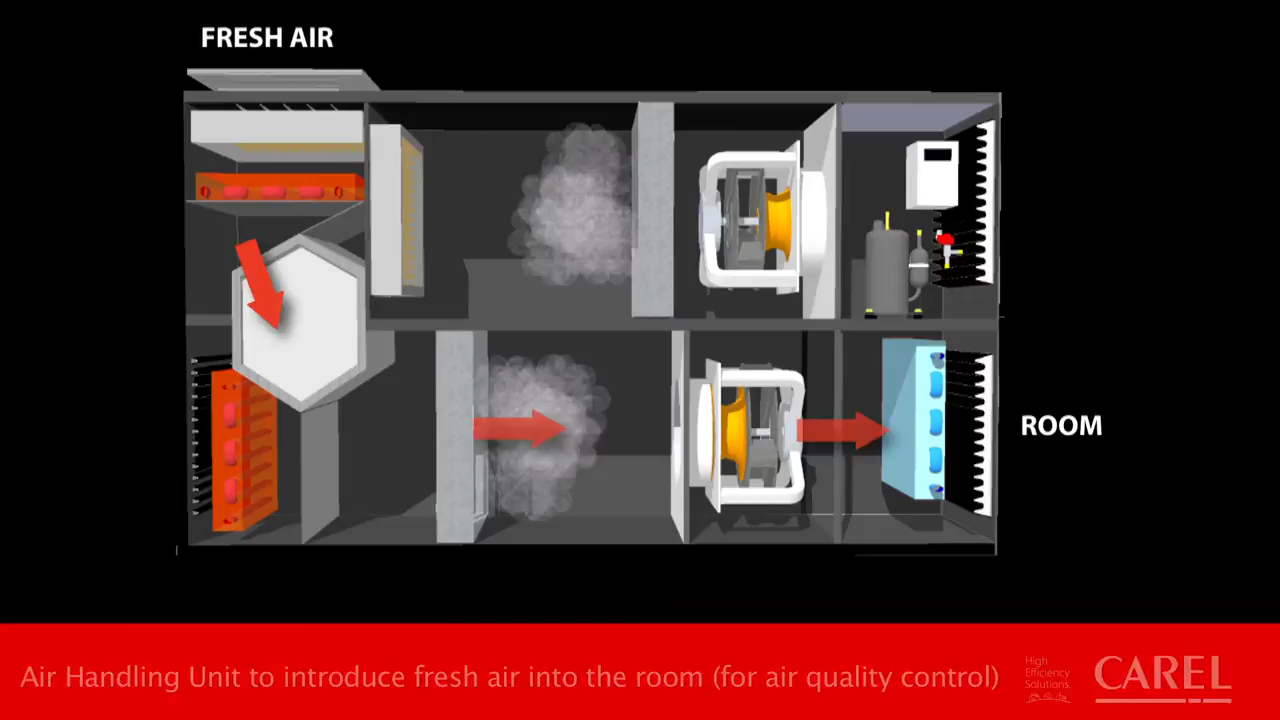 FRESH AIR
ROOM
Air Handling Unit to introduce fresh air into the room (for air quality control)
High
Efficiency
Solutions.
CAREL